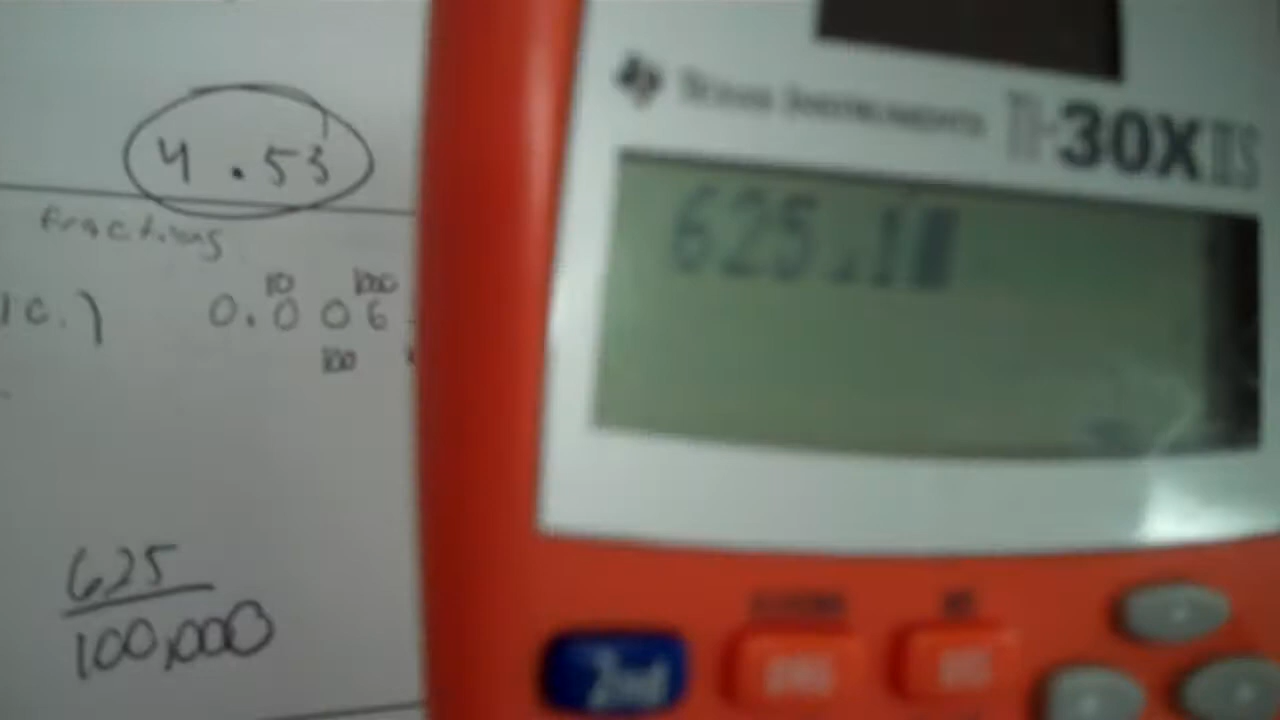 4.53
fractions
1c.) 0.006
10 1000
100
625
100,000
TEXAS INSTRUMENTS TI-30X IIS
625⌟1
2nd